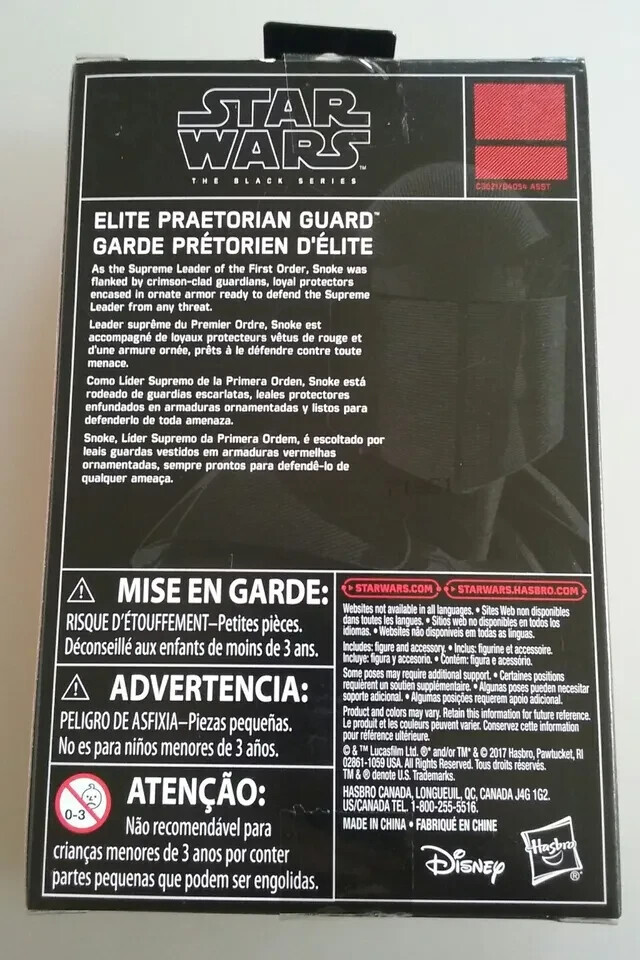 STAR
WARS™
THE BLACK SERIES
C3021/B4054 ASST
ELITE PRAETORIAN GUARD™
GARDE PRÉTORIEN D'ÉLITE
As the Supreme Leader of the First Order, Snoke was
flanked by crimson-clad guardians, loyal protectors
encased in ornate armor ready to defend the Supreme
Leader from any threat.
Leader suprême du Premier Ordre, Snoke est
accompagné de loyaux protecteurs vêtus de rouge et
d'une armure ornée, prêts à le défendre contre toute
menace.
Como Líder Supremo de la Primera Orden, Snoke está
rodeado de guardias escarlatas, leales protectores
enfundados en armaduras ornamentadas y listos para
defenderlo de toda amenaza.
Snoke, Líder Supremo da Primera Ordem, é escoltado por
leais guardas vestidos em armaduras vermelhas
ornamentadas, sempre prontos para defendê-lo de
qualquer ameaça.
MISE EN GARDE:
RISQUE D'ÉTOUFFEMENT–Petites pièces.
Déconseillé aux enfants de moins de 3 ans.
ADVERTENCIA:
PELIGRO DE ASFIXIA–Piezas pequeñas.
No es para niños menores de 3 años.
0-3
ATENÇÃO:
Não recomendável para
crianças menores de 3 anos por conter
partes pequenas que podem ser engolidas.
• STARWARS.COM • • STARWARS.HASBRO.COM •
Websites not available in all languages. • Sites Web non disponibles
dans toutes les langues. • Sitios web no disponibles en todos los
idiomas. • Websites não disponíveis em todas as línguas.
Includes: figure and accessory. • Inclus: figurine et accessoire.
Incluye: figura y accesorio. • Contém: figura e acessório.
Some poses may require additional support. • Certaines positions
requièrent un soutien supplémentaire. • Algunas poses pueden necesitar
soporte adicional. • Algumas posições requerem apoio adicional.
Product and colors may vary. Retain this information for future reference.
Le produit et les couleurs peuvent varier. Conservez cette information
pour référence ultérieure.
© & ™ Lucasfilm Ltd. ®* and/or TM* & © 2017 Hasbro, Pawtucket, RI
02861-1059 USA. All Rights Reserved. Tous droits réservés.
TM & ® denote U.S. Trademarks.
HASBRO CANADA, LONGUEUIL, QC, CANADA J4G 1G2.
US/CANADA TEL. 1-800-255-5516.
MADE IN CHINA • FABRIQUÉ EN CHINE
Disney
Hasbro®